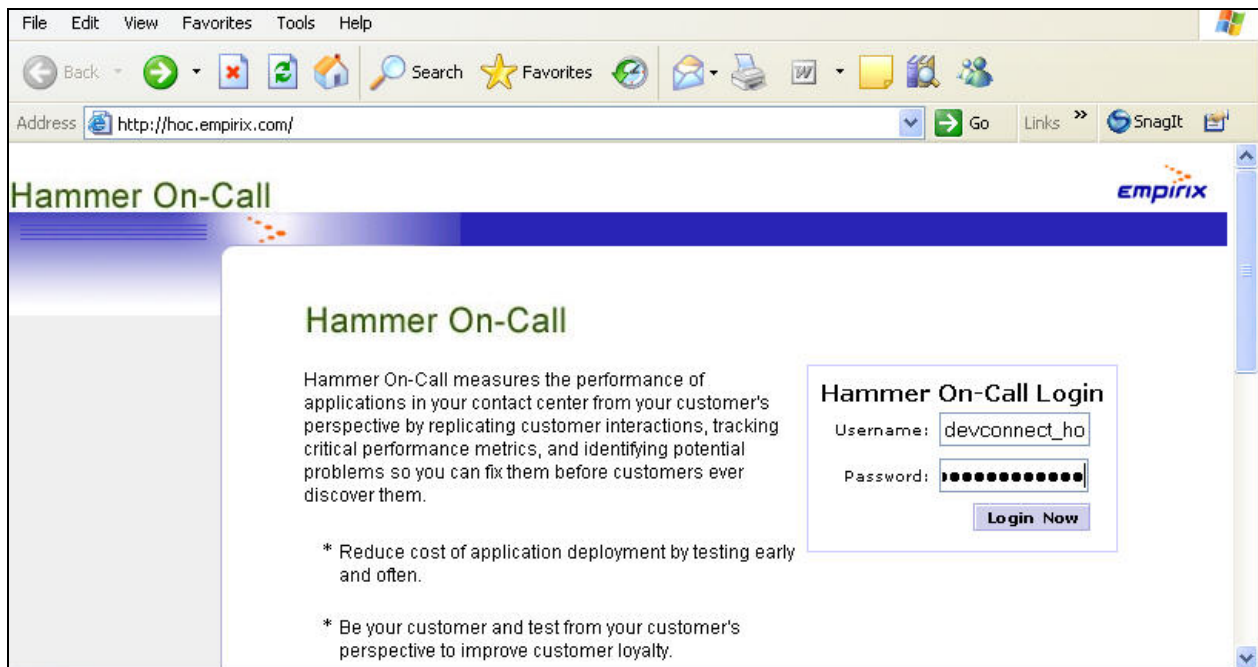 File Edit View Favorites Tools Help
Back Search Favorites W
Address http://hoc.empirix.com/ Go Links » SnagIt
Hammer On-Call
empirix
Hammer On-Call
Hammer On-Call measures the performance of
applications in your contact center from your customer's
perspective by replicating customer interactions, tracking
critical performance metrics, and identifying potential
problems so you can fix them before customers ever
discover them.
* Reduce cost of application deployment by testing early
and often.
* Be your customer and test from your customer's
perspective to improve customer loyalty.
Hammer On-Call Login
Username: devconnect_ho
Password: ●●●●●●●●●●●●●
Login Now